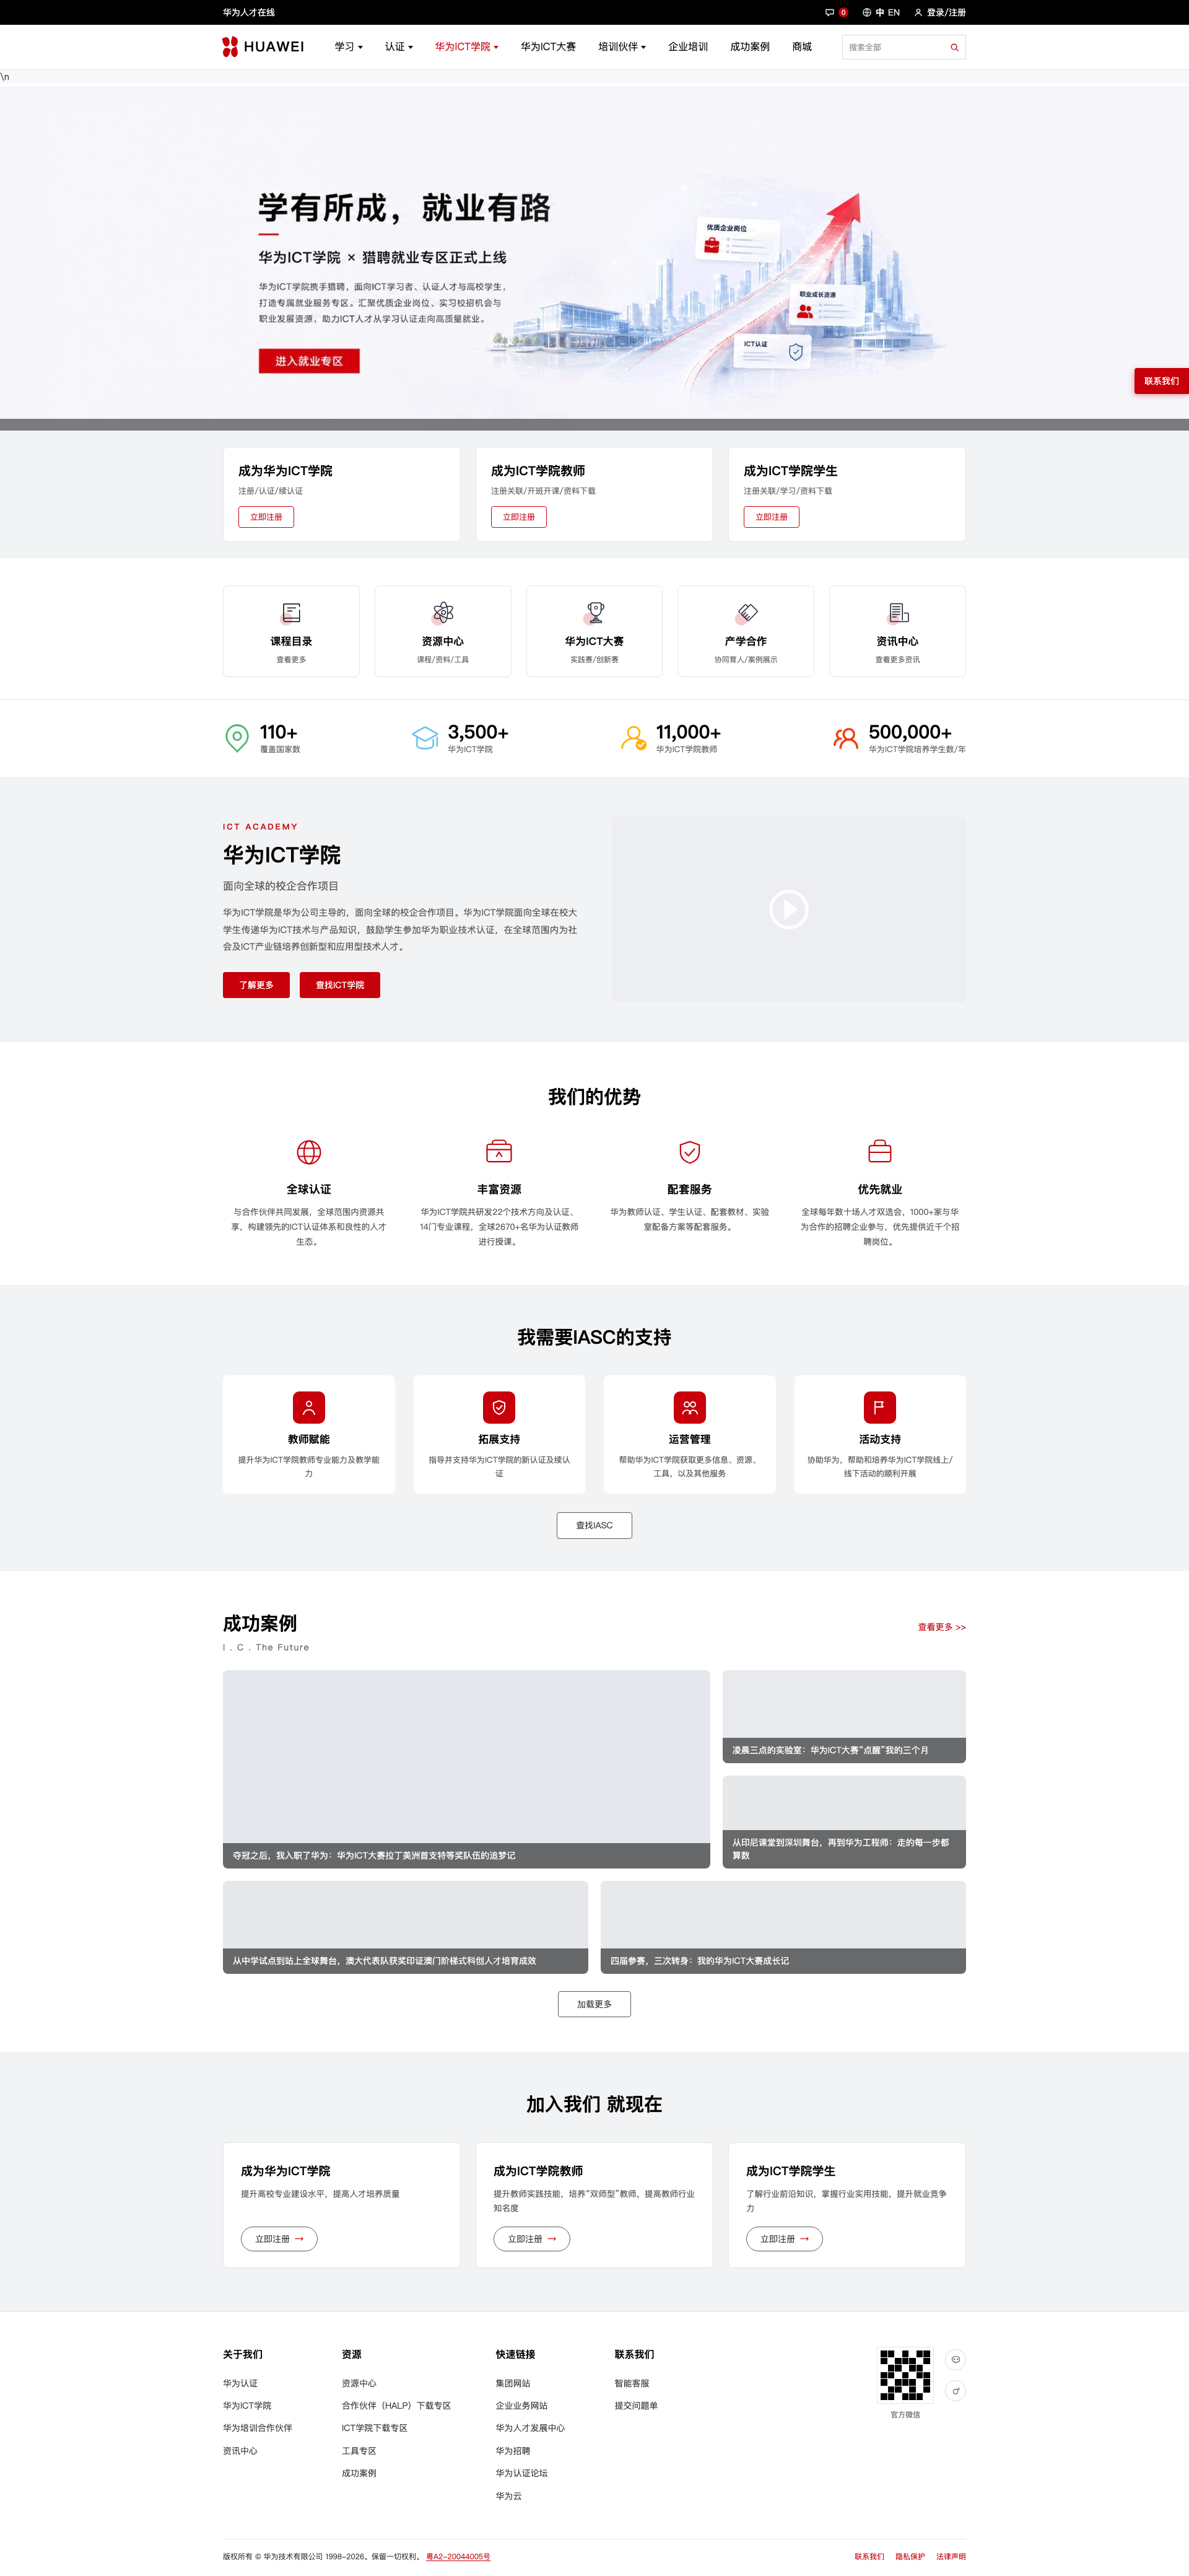 华为人才在线
0 中 EN 登录/注册
HUAWEI 学习 认证 华为ICT学院 华为ICT大赛 培训伙伴 企业培训 成功案例 商城 搜索全部
\n
学有所成，就业有路
华为ICT学院 × 猎聘就业专区正式上线
华为ICT学院携手猎聘，面向ICT学习者、认证人才与高校学生，
打造专属就业服务专区。汇聚优质企业岗位、实习校招机会与
职业发展资源，助力ICT人才从学习认证走向高质量就业。
进入就业专区
优质企业岗位
职业成长资源
ICT认证
联系我们
成为华为ICT学院
注册/认证/续认证
立即注册
成为ICT学院教师
注册关联/开班开课/资料下载
立即注册
成为ICT学院学生
注册关联/学习/资料下载
立即注册
课程目录
查看更多
资源中心
课程/资料/工具
华为ICT大赛
实践赛/创新赛
产学合作
协同育人/案例展示
资讯中心
查看更多资讯
110+
覆盖国家数
3,500+
华为ICT学院
11,000+
华为ICT学院教师
500,000+
华为ICT学院培养学生数/年
ICT ACADEMY
华为ICT学院
面向全球的校企合作项目
华为ICT学院是华为公司主导的，面向全球的校企合作项目。华为ICT学院面向全球在校大
学生传递华为ICT技术与产品知识，鼓励学生参加华为职业技术认证，在全球范围内为社
会及ICT产业链培养创新型和应用型技术人才。
了解更多 查找ICT学院
我们的优势
全球认证
与合作伙伴共同发展，全球范围内资源共
享，构建领先的ICT认证体系和良性的人才
生态。
丰富资源
华为ICT学院共研发22个技术方向及认证、
14门专业课程，全球2670+名华为认证教师
进行授课。
配套服务
华为教师认证、学生认证、配套教材、实验
室配备方案等配套服务。
优先就业
全球每年数十场人才双选会，1000+家与华
为合作的招聘企业参与，优先提供近千个招
聘岗位。
我需要IASC的支持
教师赋能
提升华为ICT学院教师专业能力及教学能
力
拓展支持
指导并支持华为ICT学院的新认证及续认
证
运营管理
帮助华为ICT学院获取更多信息、资源、
工具，以及其他服务
活动支持
协助华为，帮助和培养华为ICT学院线上/
线下活动的顺利开展
查找IASC
成功案例
查看更多 >>
I . C . The Future
夺冠之后，我入职了华为：华为ICT大赛拉丁美洲首支特等奖队伍的追梦记
凌晨三点的实验室：华为ICT大赛“点醒”我的三个月
从印尼课堂到深圳舞台，再到华为工程师：走的每一步都
算数
从中学试点到站上全球舞台，澳大代表队获奖印证澳门阶梯式科创人才培育成效
四届参赛，三次转身：我的华为ICT大赛成长记
加载更多
加入我们 就现在
成为华为ICT学院
提升高校专业建设水平，提高人才培养质量
立即注册 →
成为ICT学院教师
提升教师实践技能，培养“双师型”教师，提高教师行业
知名度
立即注册 →
成为ICT学院学生
了解行业前沿知识，掌握行业实用技能，提升就业竞争
力
立即注册 →
关于我们
华为认证
华为ICT学院
华为培训合作伙伴
资讯中心
资源
资源中心
合作伙伴（HALP）下载专区
ICT学院下载专区
工具专区
成功案例
快速链接
集团网站
企业业务网站
华为人才发展中心
华为招聘
华为认证论坛
华为云
联系我们
智能客服
提交问题单
官方微信
版权所有 © 华为技术有限公司 1998-2026。保留一切权利。 粤A2-20044005号
联系我们 隐私保护 法律声明